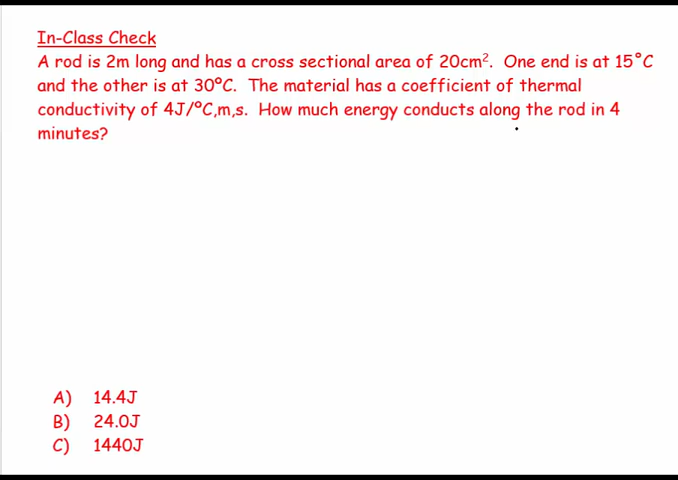 In-Class Check
A rod is 2m long and has a cross sectional area of 20cm². One end is at 15°C
and the other is at 30ºC. The material has a coefficient of thermal
conductivity of 4J/ºC,m,s. How much energy conducts along the rod in 4
minutes?
A) 14.4J
B) 24.0J
C) 1440J